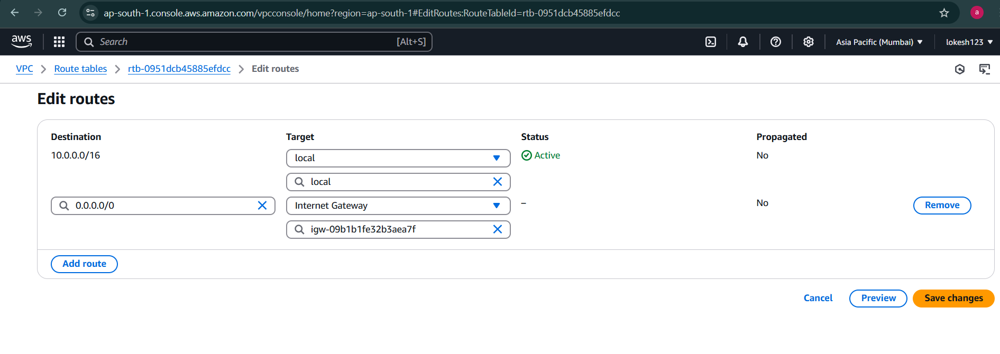 ap-south-1.console.aws.amazon.com/vpcconsole/home?region=ap-south-1#EditRoutes:RouteTableId=rtb-0951dcb45885efdcc
a
aws
Search [Alt+S]
Asia Pacific (Mumbai)
lokesh123
VPC > Route tables > rtb-0951dcb45885efdcc > Edit routes
Edit routes
Destination Target Status Propagated
10.0.0.0/16 local Active No
local
0.0.0.0/0 Internet Gateway – No Remove
igw-09b1b1fe32b3aea7f
Add route
Cancel Preview Save changes